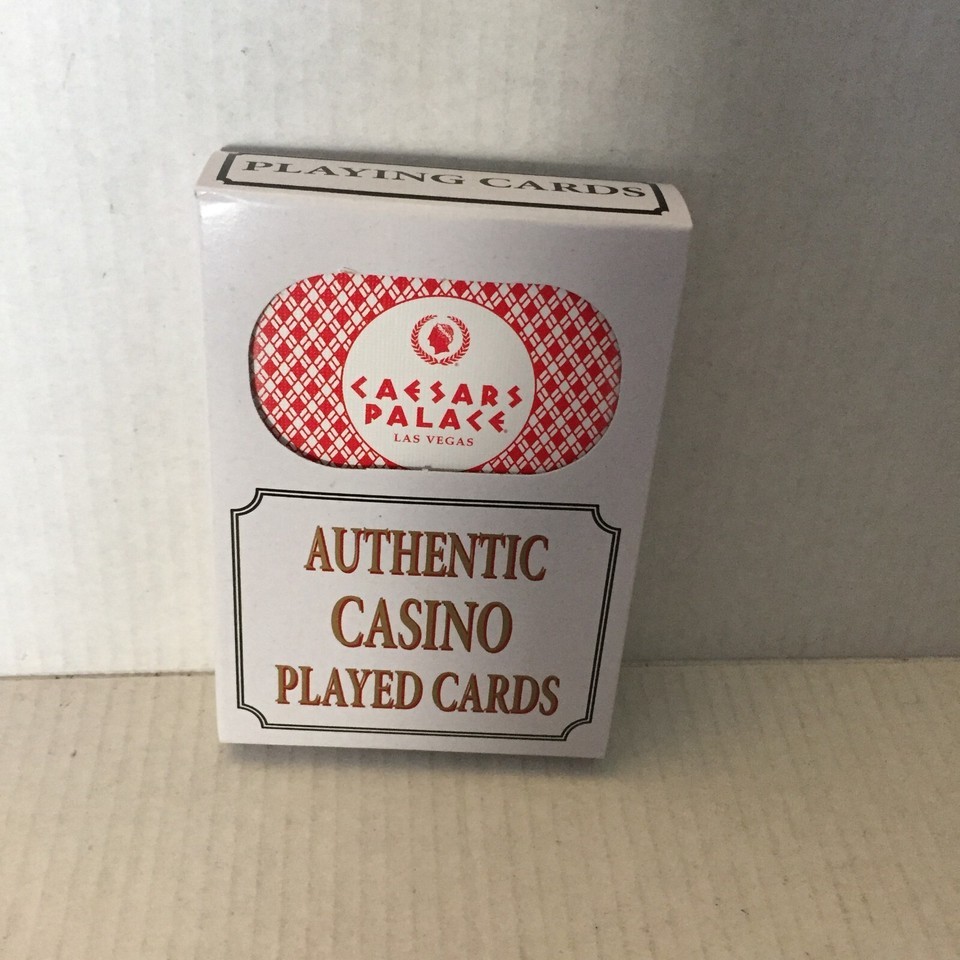 PLAYING CARDS
CAESARS
PALACE®
LAS VEGAS
AUTHENTIC
CASINO
PLAYED CARDS